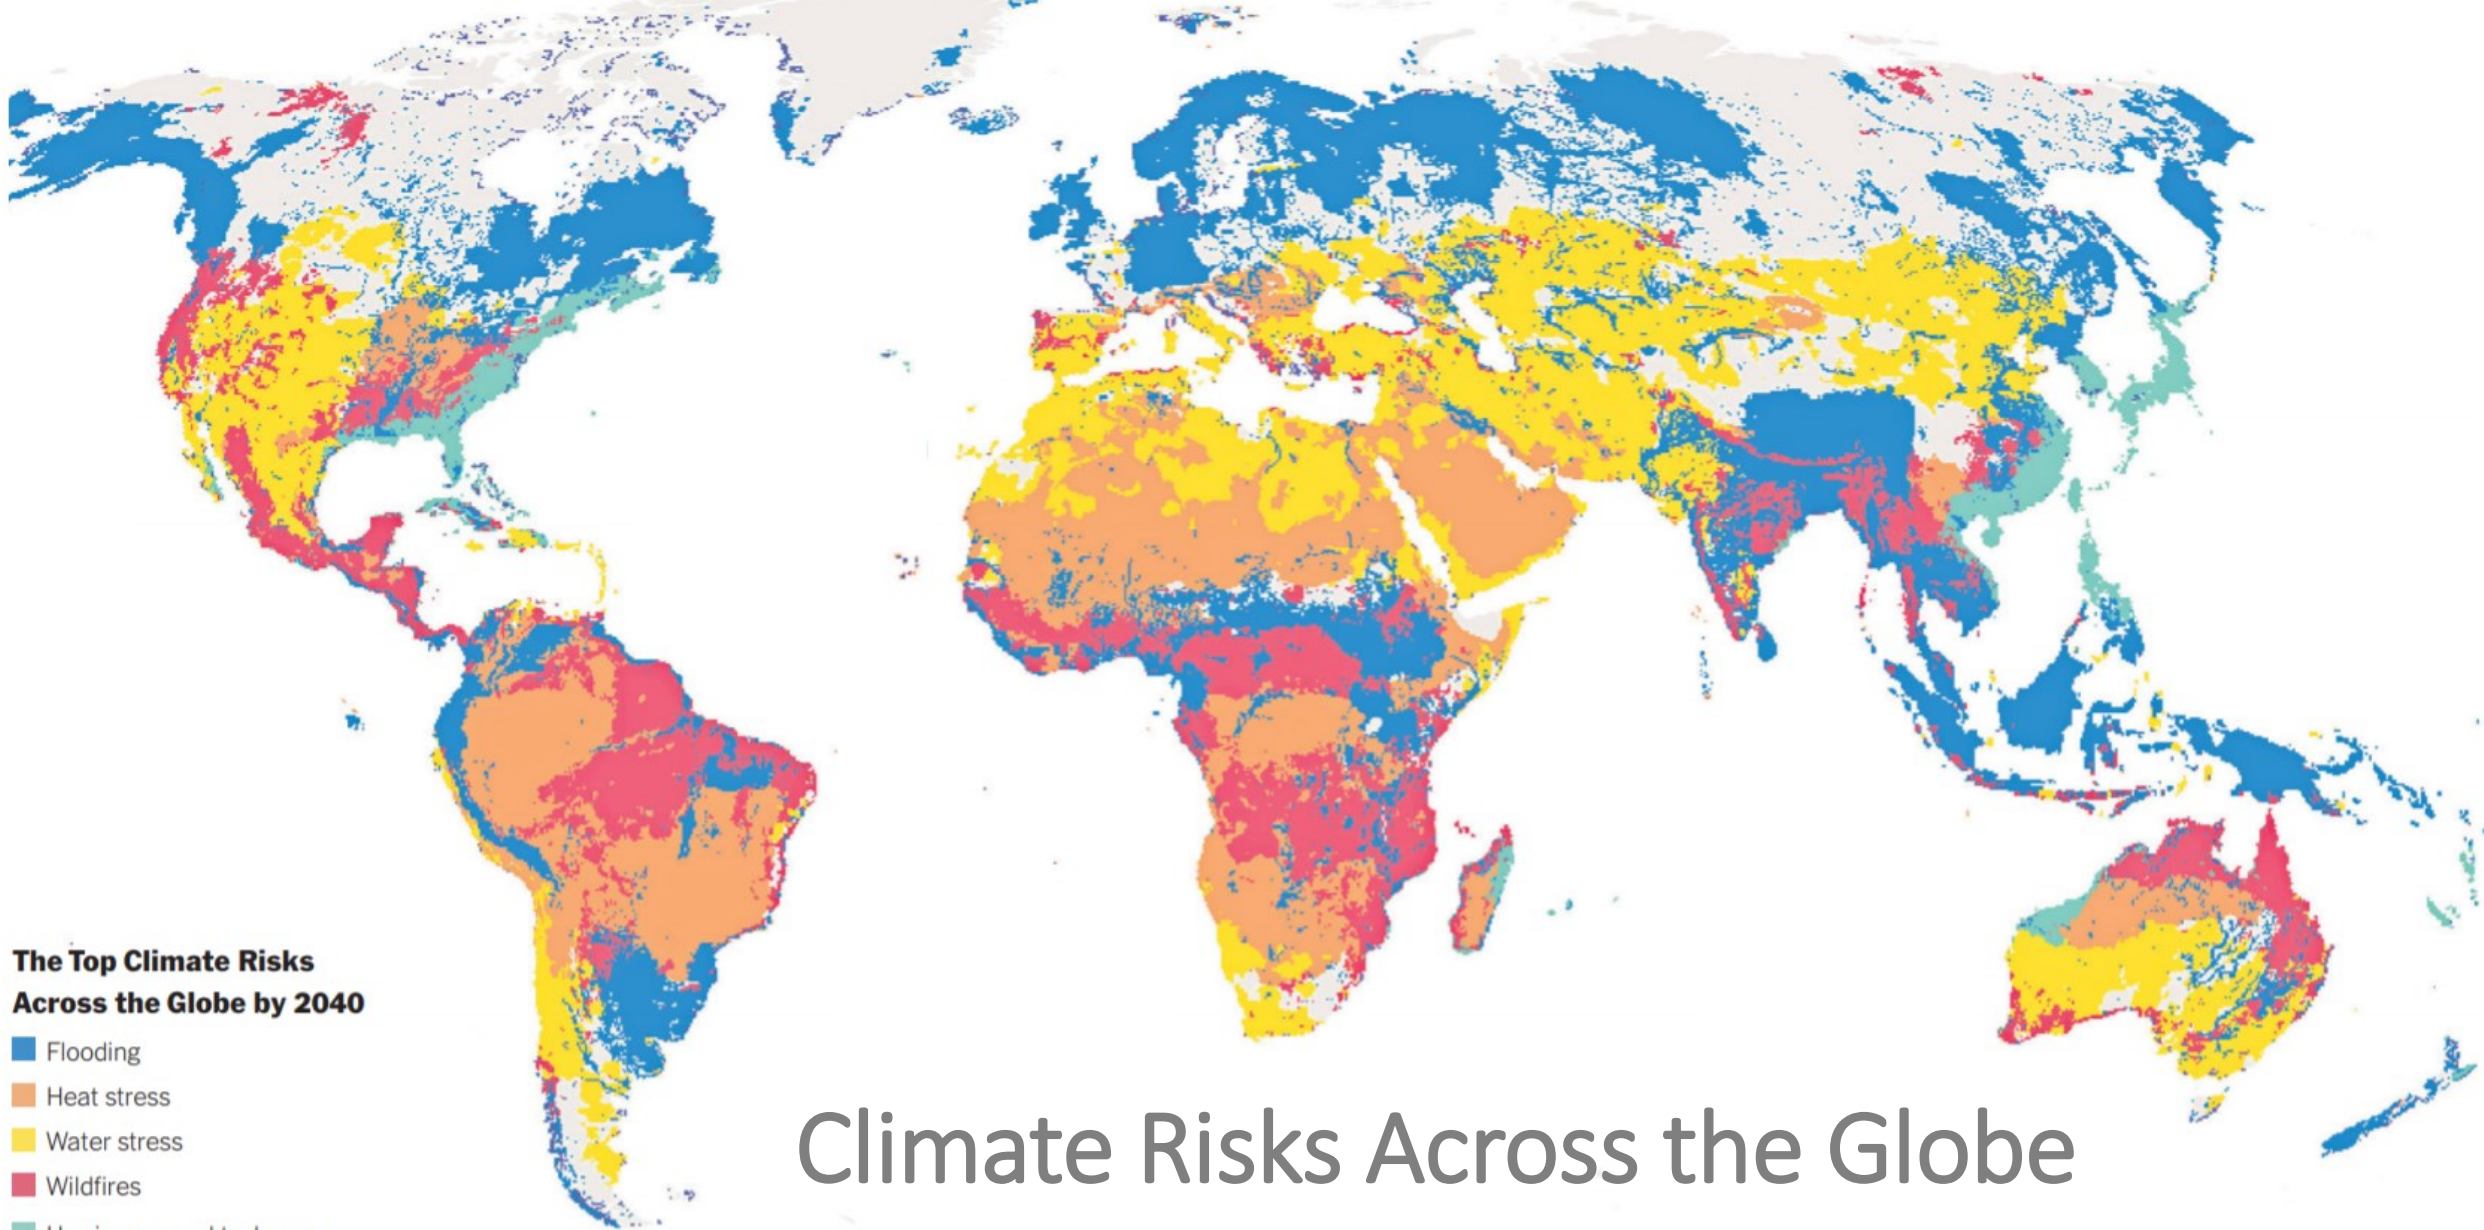 The Top Climate Risks
Across the Globe by 2040
Flooding
Heat stress
Water stress
Wildfires
Climate Risks Across the Globe